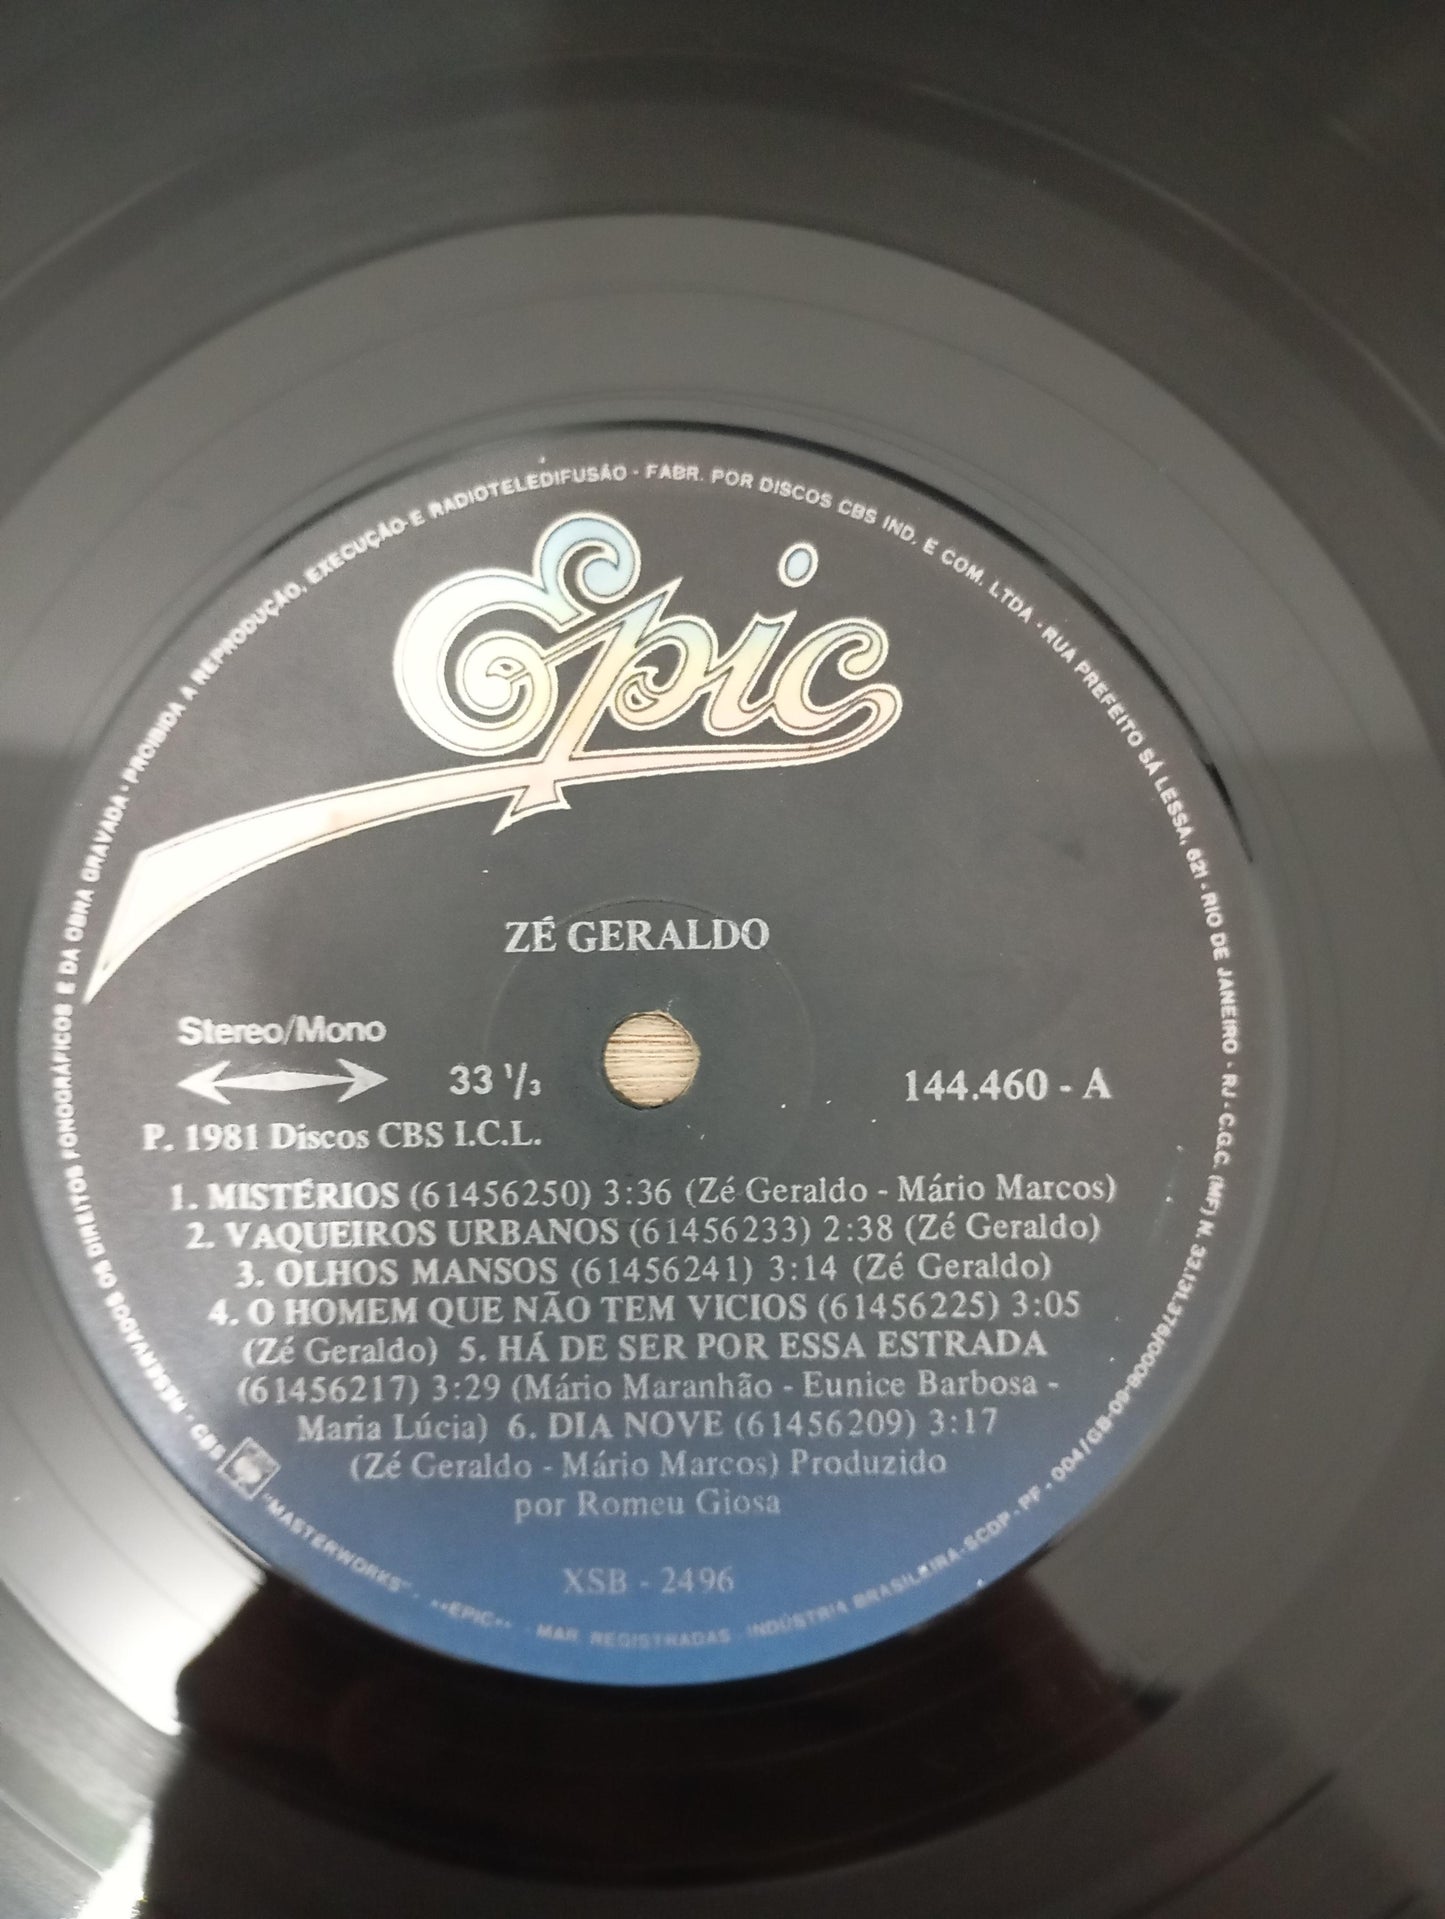 RESERVADOS OS DIREITOS FONOGRÁFICOS E DA OBRA GRAVADA · PROIBIDA A REPRODUÇÃO, EXECUÇÃO E RADIOTELEDIFUSÃO · FABR. POR DISCOS CBS IND. E COM. LTDA · RUA PREFEITO SÁ LESSA, 621 · RIO DE JANEIRO · RJ · C.G.C. (MF) N.
Epic
ZÉ GERALDO
Stereo/Mono
33 1/3
144.460 - A
P. 1981 Discos CBS I.C.L.
1. MISTÉRIOS (61456250) 3:36 (Zé Geraldo - Mário Marcos)
2. VAQUEIROS URBANOS (61456233) 2:38 (Zé Geraldo)
3. OLHOS MANSOS (61456241) 3:14 (Zé Geraldo)
4. O HOMEM QUE NÃO TEM VICIOS (61456225) 3:05
(Zé Geraldo) 5. HÁ DE SER POR ESSA ESTRADA
(61456217) 3:29 (Mário Maranhão - Eunice Barbosa -
Maria Lúcia) 6. DIA NOVE (61456209) 3:17
(Zé Geraldo - Mário Marcos) Produzido
por Romeu Giosa
XSB - 2496
CBS "MASTERWORKS" · "EPIC" · MAR REGISTRADAS · INDÚSTRIA BRASILEIRA · SCDP · PF · 004/GB